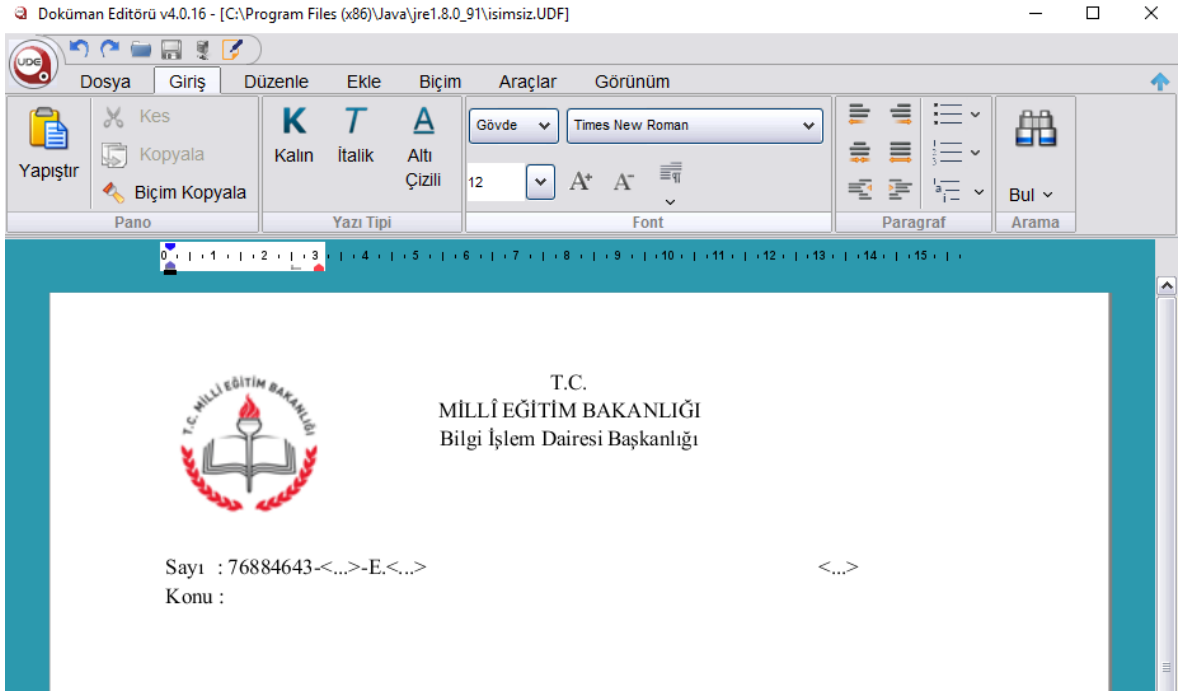 Doküman Editörü v4.0.16 - [C:\Program Files (x86)\Java\jre1.8.0_91\isimsiz.UDF]
UDE
Dosya Giriş Düzenle Ekle Biçim Araçlar Görünüm
Yapıştır
Kes
Kopyala
Biçim Kopyala
Pano
K T A
Kalın İtalik Altı Çizili
Yazı Tipi
Gövde Times New Roman
12 A+ A-
Font
Paragraf
Bul
Arama
0 1 2 3 4 5 6 7 8 9 10 11 12 13 14 15
T.C. MİLLİ EĞİTİM BAKANLIĞI
T.C.
MİLLÎ EĞİTİM BAKANLIĞI
Bilgi İşlem Dairesi Başkanlığı
Sayı : 76884643-<...>-E.<...> <...>
Konu :